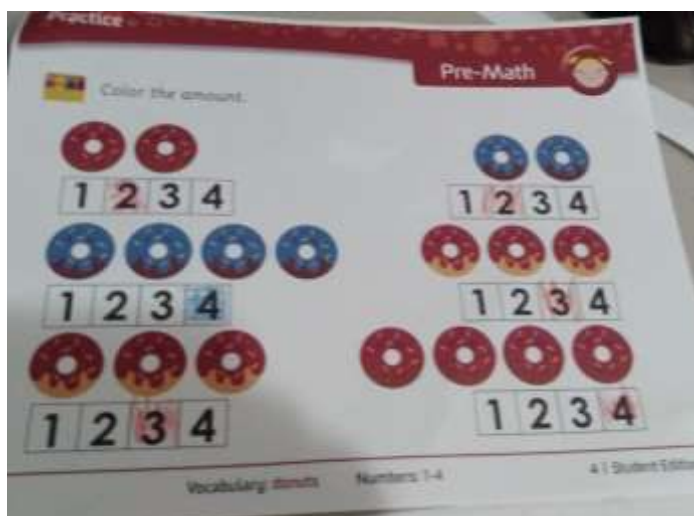 Practice
Pre-Math
Color the amount.
1 2 3 4
1 2 3 4
1 2 3 4
1 2 3 4
1 2 3 4
1 2 3 4
Vocabulary: donuts Numbers: 1-4 4 | Student Edition